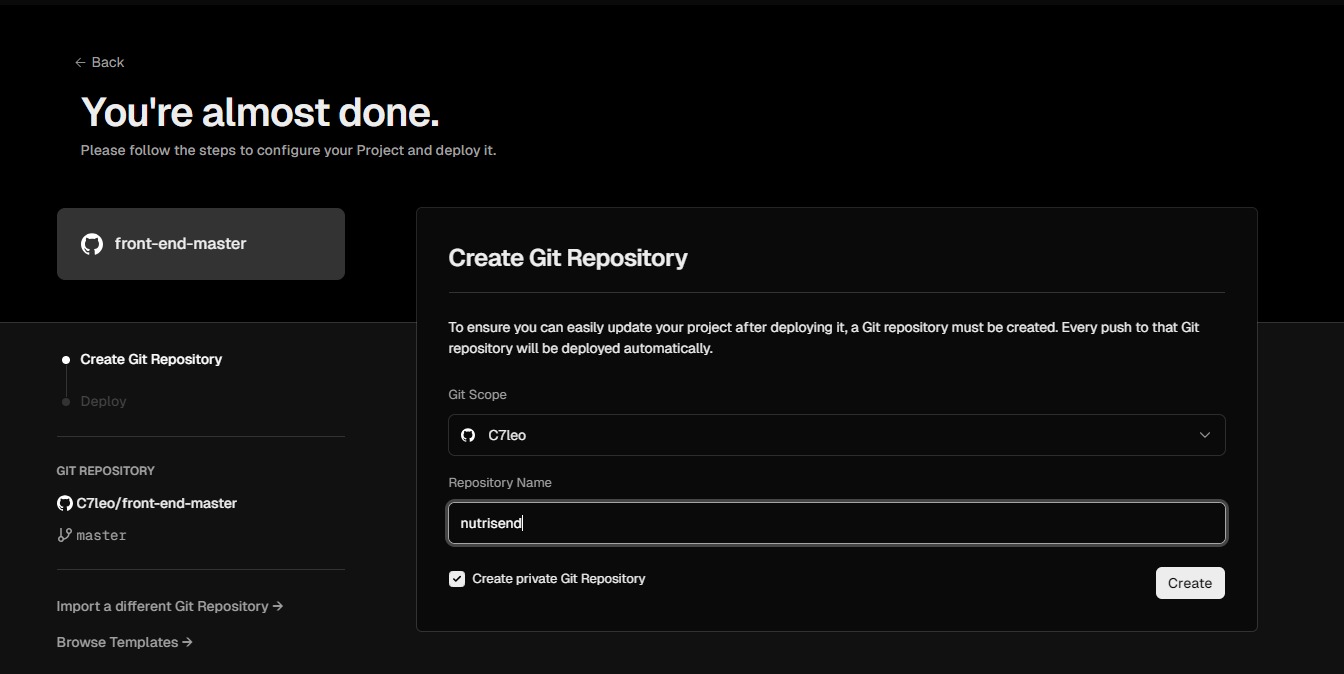 ← Back
You're almost done.
Please follow the steps to configure your Project and deploy it.
front-end-master
Create Git Repository
Deploy
GIT REPOSITORY
C7leo/front-end-master
master
Import a different Git Repository →
Browse Templates →
Create Git Repository
To ensure you can easily update your project after deploying it, a Git repository must be created. Every push to that Git
repository will be deployed automatically.
Git Scope
C7leo
Repository Name
nutrisend
Create private Git Repository
Create